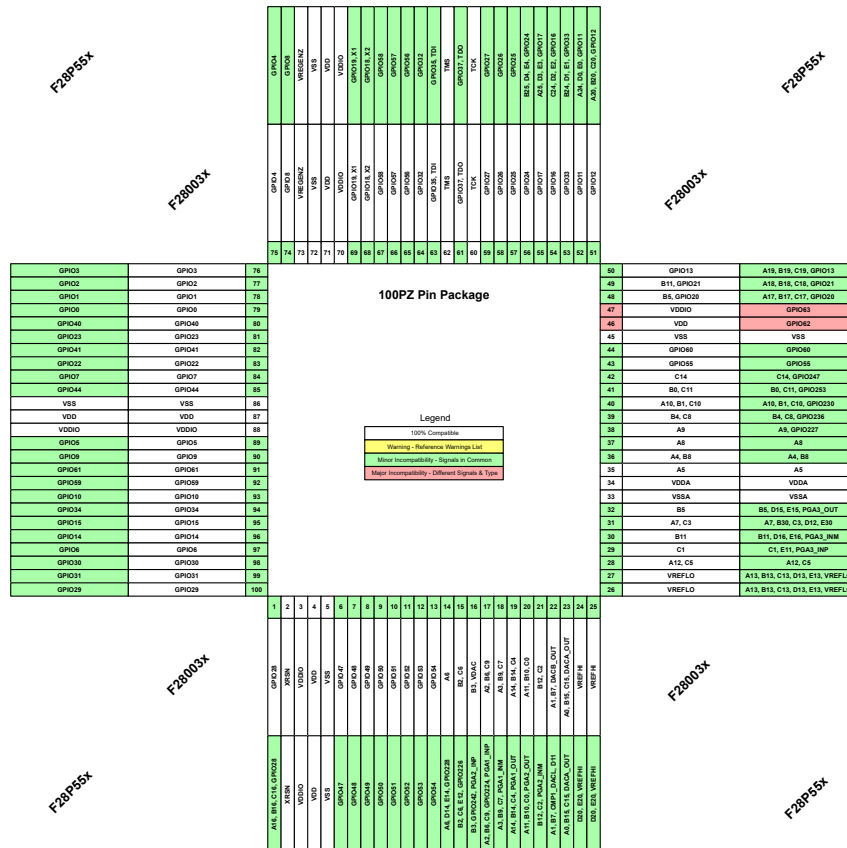 F28P55x
F28P55x
F28003x
F28003x
GPIO4
GPIO8
VREGENZ
VSS
VDD
VDDIO
GPIO19, X1
GPIO18, X2
GPIO58
GPIO57
GPIO56
GPIO32
GPIO35, TDI
TMS
GPIO37, TDO
TCK
GPIO27
GPIO26
GPIO25
B25, D4, E4, GPIO24
A25, D3, E3, GPIO17
C24, D2, E2, GPIO16
B24, D1, E1, GPIO33
A24, D0, E0, GPIO11
A20, B20, C20, GPIO12
GPIO4
GPIO8
VREGENZ
VSS
VDD
VDDIO
GPIO19, X1
GPIO18, X2
GPIO58
GPIO57
GPIO56
GPIO32
GPIO35, TDI
TMS
GPIO37, TDO
TCK
GPIO27
GPIO26
GPIO25
GPIO24
GPIO17
GPIO16
GPIO33
GPIO11
GPIO12
75 74 73 72 71 70 69 68 67 66 65 64 63 62 61 60 59 58 57 56 55 54 53 52 51
GPIO3 GPIO3 76
GPIO2 GPIO2 77
GPIO1 GPIO1 78
GPIO0 GPIO0 79
GPIO40 GPIO40 80
GPIO23 GPIO23 81
GPIO41 GPIO41 82
GPIO22 GPIO22 83
GPIO7 GPIO7 84
GPIO44 GPIO44 85
VSS VSS 86
VDD VDD 87
VDDIO VDDIO 88
GPIO5 GPIO5 89
GPIO9 GPIO9 90
GPIO61 GPIO61 91
GPIO59 GPIO59 92
GPIO10 GPIO10 93
GPIO34 GPIO34 94
GPIO15 GPIO15 95
GPIO14 GPIO14 96
GPIO6 GPIO6 97
GPIO30 GPIO30 98
GPIO31 GPIO31 99
GPIO29 GPIO29 100
100PZ Pin Package
Legend
100% Compatible
Warning - Reference Warnings List
Minor Incompatibility - Signals in Common
Major Incompatibility - Different Signals & Type
50 GPIO13 A19, B19, C19, GPIO13
49 B11, GPIO21 A18, B18, C18, GPIO21
48 B5, GPIO20 A17, B17, C17, GPIO20
47 VDDIO GPIO63
46 VDD GPIO62
45 VSS VSS
44 GPIO60 GPIO60
43 GPIO55 GPIO55
42 C14 C14, GPIO247
41 B0, C11 B0, C11, GPIO253
40 A10, B1, C10 A10, B1, C10, GPIO230
39 B4, C8 B4, C8, GPIO236
38 A9 A9, GPIO227
37 A8 A8
36 A4, B8 A4, B8
35 A5 A5
34 VDDA VDDA
33 VSSA VSSA
32 B5 B5, D15, E15, PGA3_OUT
31 A7, C3 A7, B30, C3, D12, E30
30 B11 B11, D16, E16, PGA3_INM
29 C1 C1, E11, PGA3_INP
28 A12, C5 A12, C5
27 VREFLO A13, B13, C13, D13, E13, VREFLO
26 VREFLO A13, B13, C13, D13, E13, VREFLO
1 2 3 4 5 6 7 8 9 10 11 12 13 14 15 16 17 18 19 20 21 22 23 24 25
GPIO28
XRSN
VDDIO
VDD
VSS
GPIO47
GPIO48
GPIO49
GPIO50
GPIO51
GPIO52
GPIO53
GPIO54
A6
B2, C6
B3, VDAC
A2, B6, C9
A3, B9, C7
A14, B14, C4
A11, B10, C0
B12, C2
A1, B7, DACB_OUT
A0, B15, C15, DACA_OUT
VREFHI
VREFHI
A16, B16, C16, GPIO28
XRSN
VDDIO
VDD
VSS
GPIO47
GPIO48
GPIO49
GPIO50
GPIO51
GPIO52
GPIO53
GPIO54
A6, D14, E14, GPIO228
B2, C6, E12, GPIO226
B3, GPIO242, PGA2_INP
A2, B6, C9, GPIO224, PGA1_INP
A3, B9, C7, PGA1_INM
A14, B14, C4, PGA1_OUT
A11, B10, C0, PGA2_OUT
B12, C2, PGA2_INM
A1, B7, CMP1_DACL, D11
A0, B15, C15, DACA_OUT
D20, E20, VREFHI
D20, E20, VREFHI
F28003x
F28003x
F28P55x
F28P55x